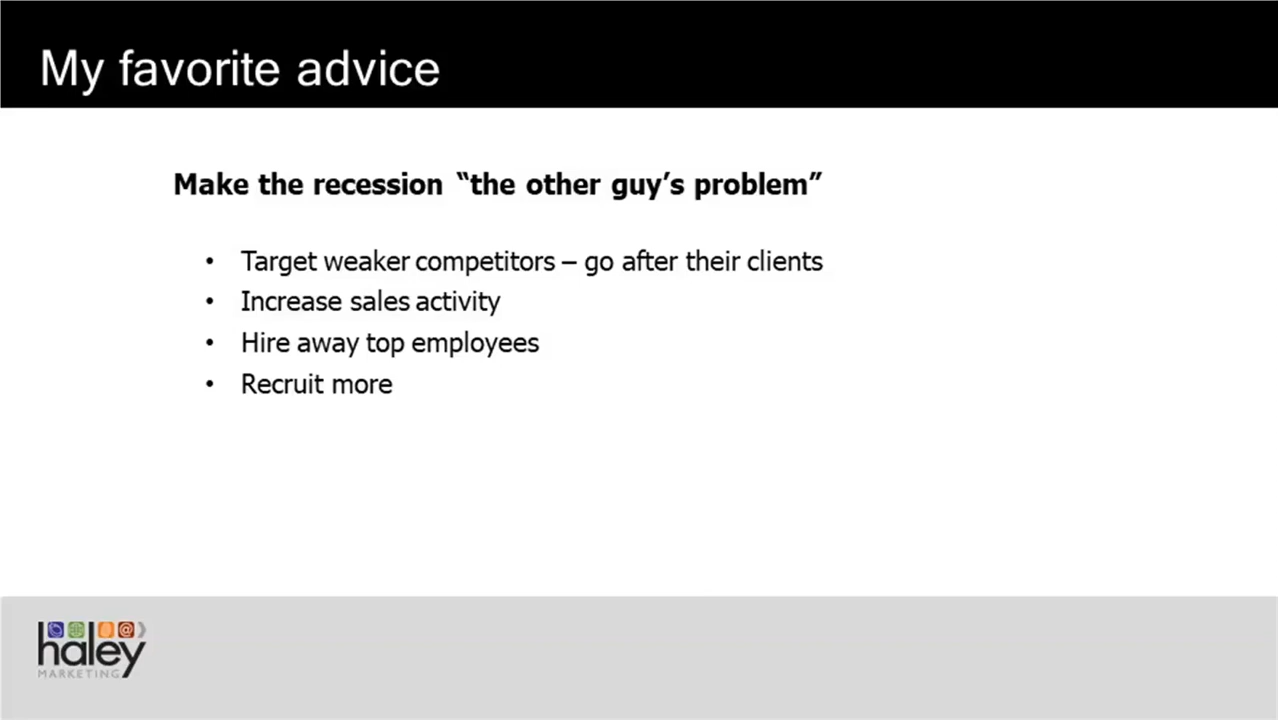 My favorite advice
Make the recession “the other guy’s problem”
• Target weaker competitors – go after their clients
• Increase sales activity
• Hire away top employees
• Recruit more
haley
MARKETING